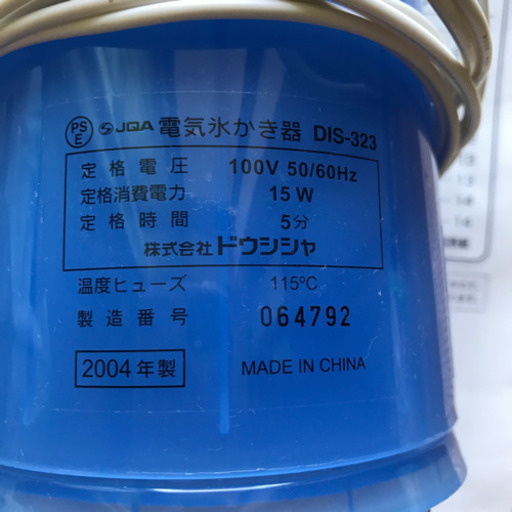 PSE JQA 電気氷かき器 DIS-323
定格電圧 100V 50/60Hz
定格消費電力 15W
定格時間 5分
株式会社ドウシシャ
温度ヒューズ 115℃
製造番号 064792
2004年製 MADE IN CHINA